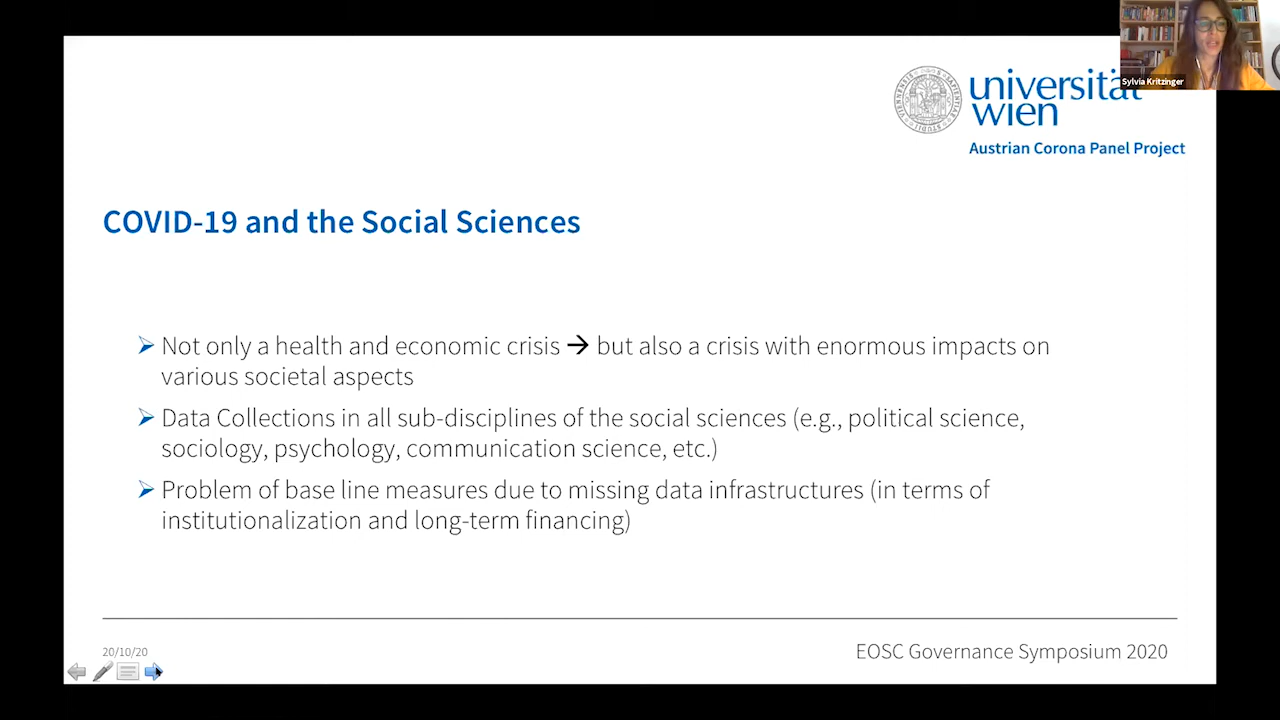 Sylvia Kritzinger
universität
wien
Austrian Corona Panel Project
COVID-19 and the Social Sciences
➢ Not only a health and economic crisis → but also a crisis with enormous impacts on
various societal aspects
➢ Data Collections in all sub-disciplines of the social sciences (e.g., political science,
sociology, psychology, communication science, etc.)
➢ Problem of base line measures due to missing data infrastructures (in terms of
institutionalization and long-term financing)
20/10/20
EOSC Governance Symposium 2020